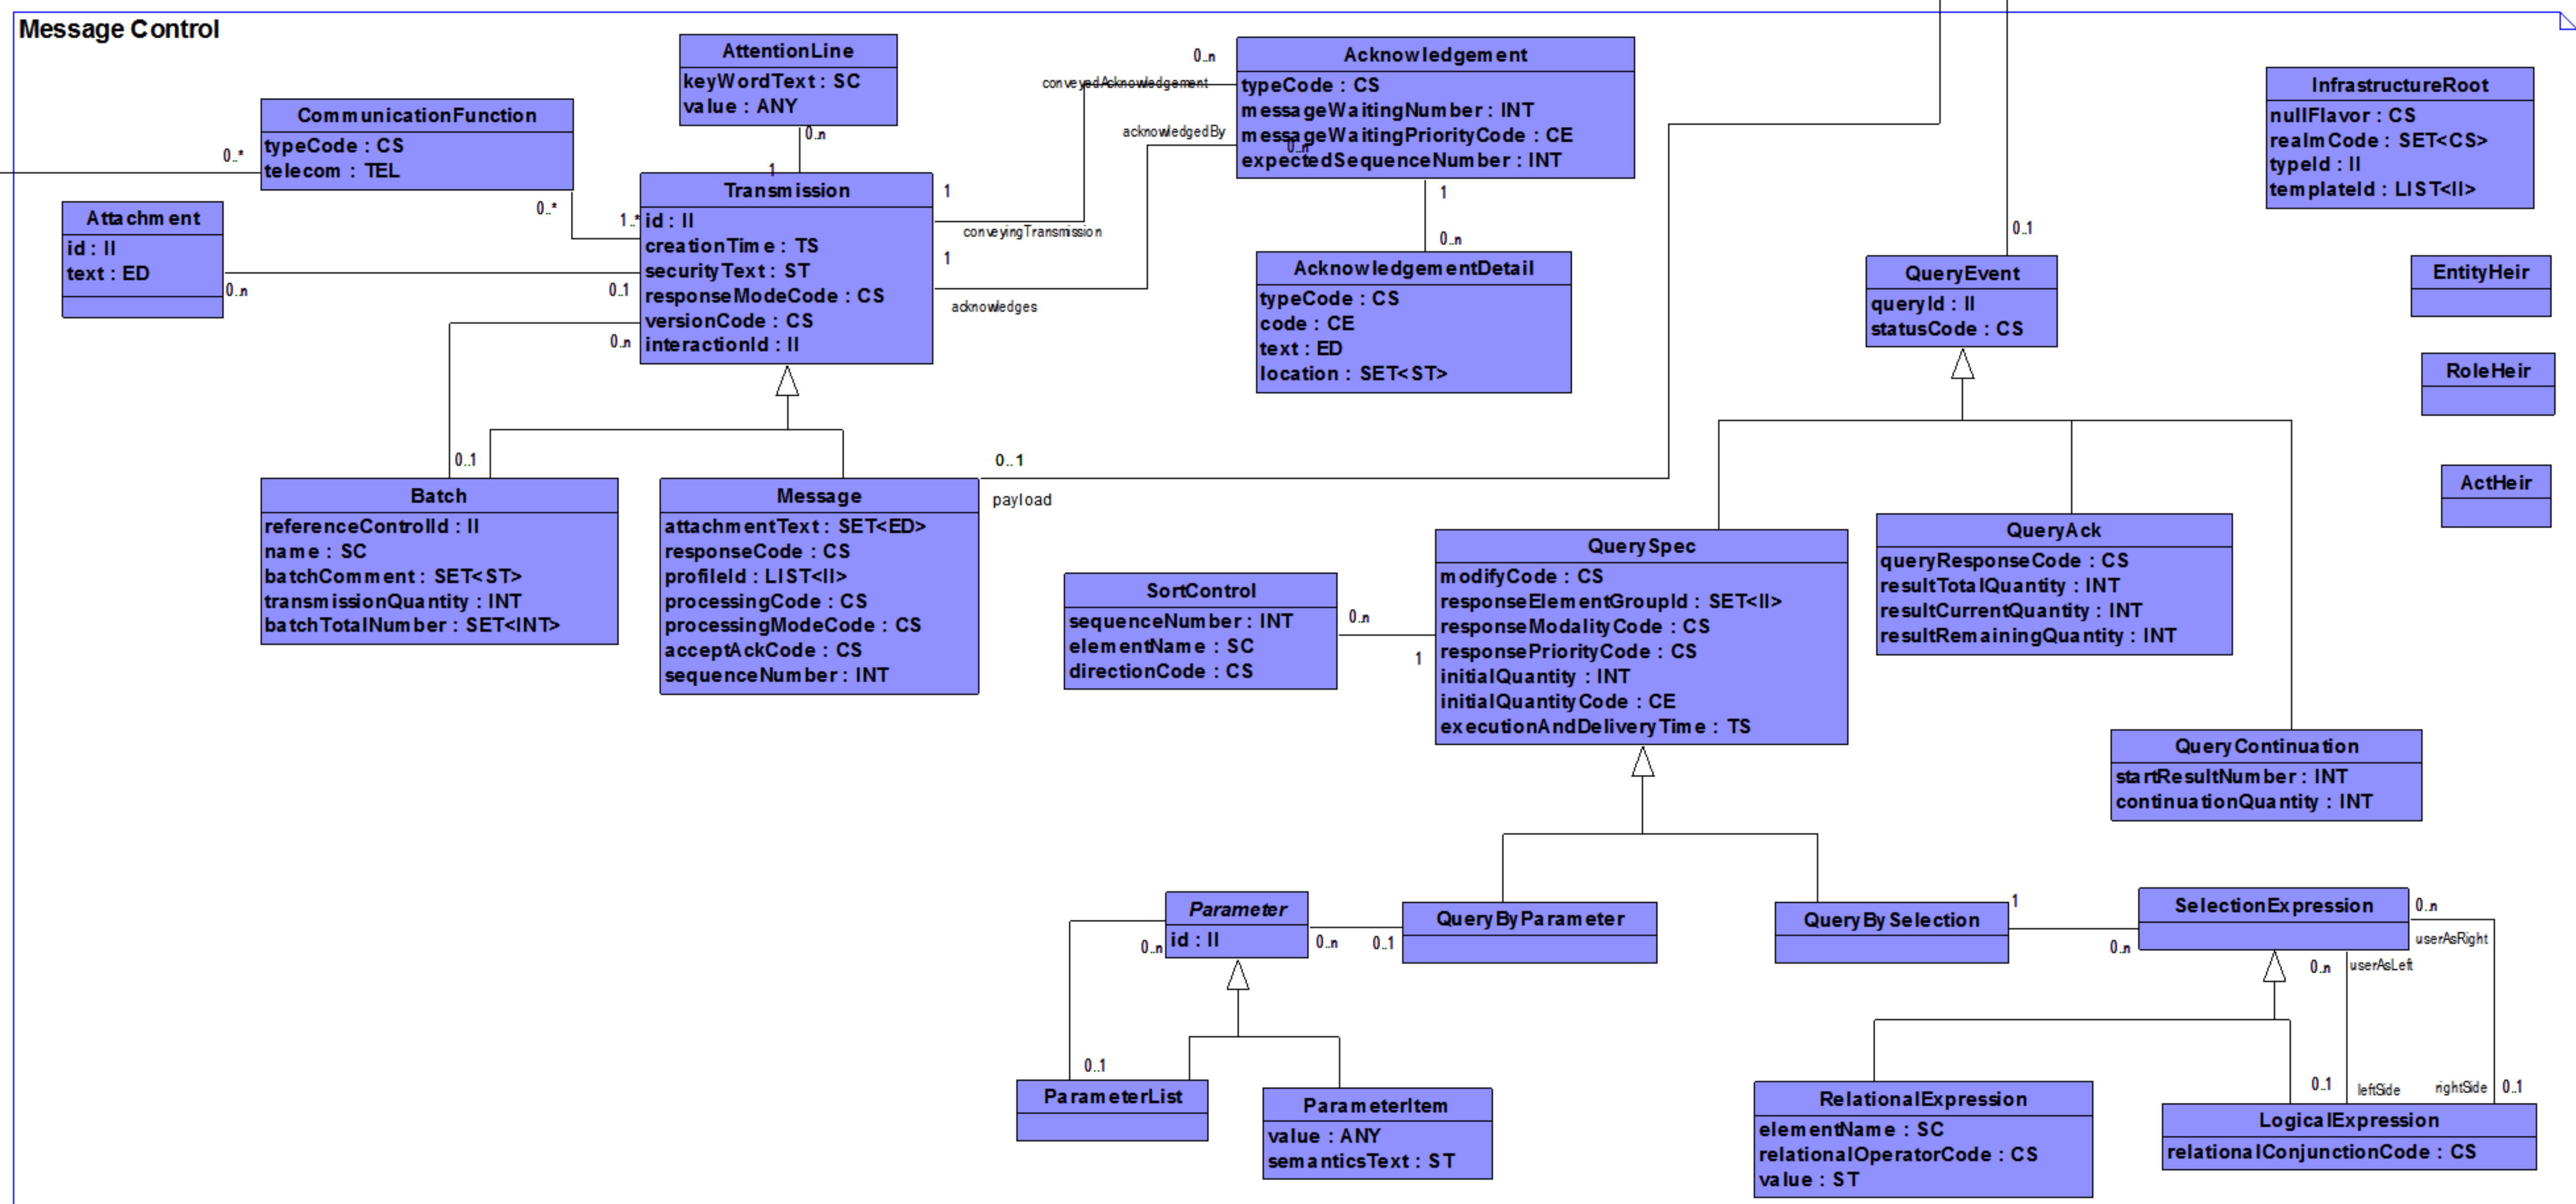 Message Control
AttentionLine
keyWordText : SC
value : ANY
0..n
1
CommunicationFunction
typeCode : CS
telecom : TEL
0..*
0..*
1..*
Attachment
id : II
text : ED
0..n
0..1
Transmission
id : II
creationTime : TS
securityText : ST
responseModeCode : CS
versionCode : CS
interactionId : II
0..n
0..1
1
conveyingTransmission
1
acknowledges
0..n
conveyedAcknowledgement
acknowledgedBy
0..n
Acknowledgement
typeCode : CS
messageWaitingNumber : INT
messageWaitingPriorityCode : CE
expectedSequenceNumber : INT
1
0..n
AcknowledgementDetail
typeCode : CS
code : CE
text : ED
location : SET<ST>
InfrastructureRoot
nullFlavor : CS
realmCode : SET<CS>
typeId : II
templateId : LIST<II>
EntityHeir
RoleHeir
ActHeir
0..1
QueryEvent
queryId : II
statusCode : CS
Batch
referenceControlId : II
name : SC
batchComment : SET<ST>
transmissionQuantity : INT
batchTotalNumber : SET<INT>
Message
attachmentText : SET<ED>
responseCode : CS
profileId : LIST<II>
processingCode : CS
processingModeCode : CS
acceptAckCode : CS
sequenceNumber : INT
0..1
payload
SortControl
sequenceNumber : INT
elementName : SC
directionCode : CS
0..n
1
QuerySpec
modifyCode : CS
responseElementGroupId : SET<II>
responseModalityCode : CS
responsePriorityCode : CS
initialQuantity : INT
initialQuantityCode : CE
executionAndDeliveryTime : TS
QueryAck
queryResponseCode : CS
resultTotalQuantity : INT
resultCurrentQuantity : INT
resultRemainingQuantity : INT
QueryContinuation
startResultNumber : INT
continuationQuantity : INT
Parameter
id : II
0..n
0..n
0..1
QueryByParameter
QueryBySelection
1
0..n
SelectionExpression
0..n
userAsRight
0..n
userAsLeft
0..1
ParameterList
ParameterItem
value : ANY
semanticsText : ST
RelationalExpression
elementName : SC
relationalOperatorCode : CS
value : ST
0..1
leftSide
rightSide
0..1
LogicalExpression
relationalConjunctionCode : CS